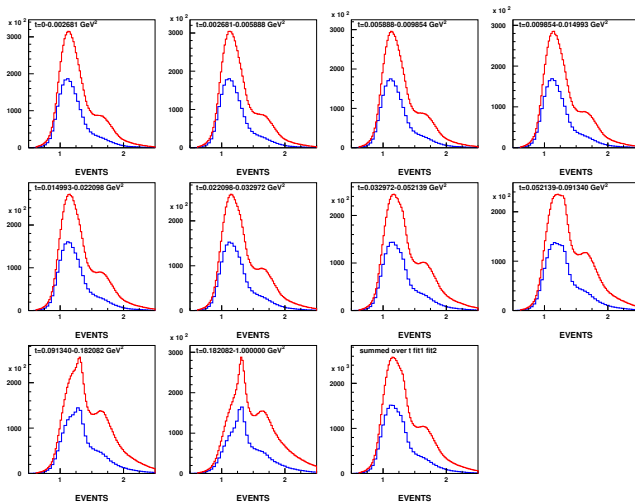 x 10²
x 10²
x 10²
x 10²
t=0-0.002681 GeV²
t=0.002681-0.005888 GeV²
t=0.005888-0.009854 GeV²
t=0.009854-0.014993 GeV²
3000
2000
1000
0
3000
2000
1000
0
3000
2000
1000
0
2000
1000
0
1 2
1 2
1 2
1 2
EVENTS
EVENTS
EVENTS
EVENTS
x 10²
x 10²
x 10²
x 10²
t=0.014993-0.022098 GeV²
t=0.022098-0.032972 GeV²
t=0.032972-0.052139 GeV²
t=0.052139-0.091340 GeV²
2000
1000
0
2000
1000
0
2000
1000
0
2000
1000
0
1 2
1 2
1 2
1 2
EVENTS
EVENTS
EVENTS
EVENTS
x 10²
x 10²
x 10³
t=0.091340-0.182082 GeV²
t=0.182082-1.000000 GeV²
summed over t fit1 fit2
2000
1000
0
3000
2000
1000
0
2000
1000
0
1 2
1 2
1 2
EVENTS
EVENTS
EVENTS